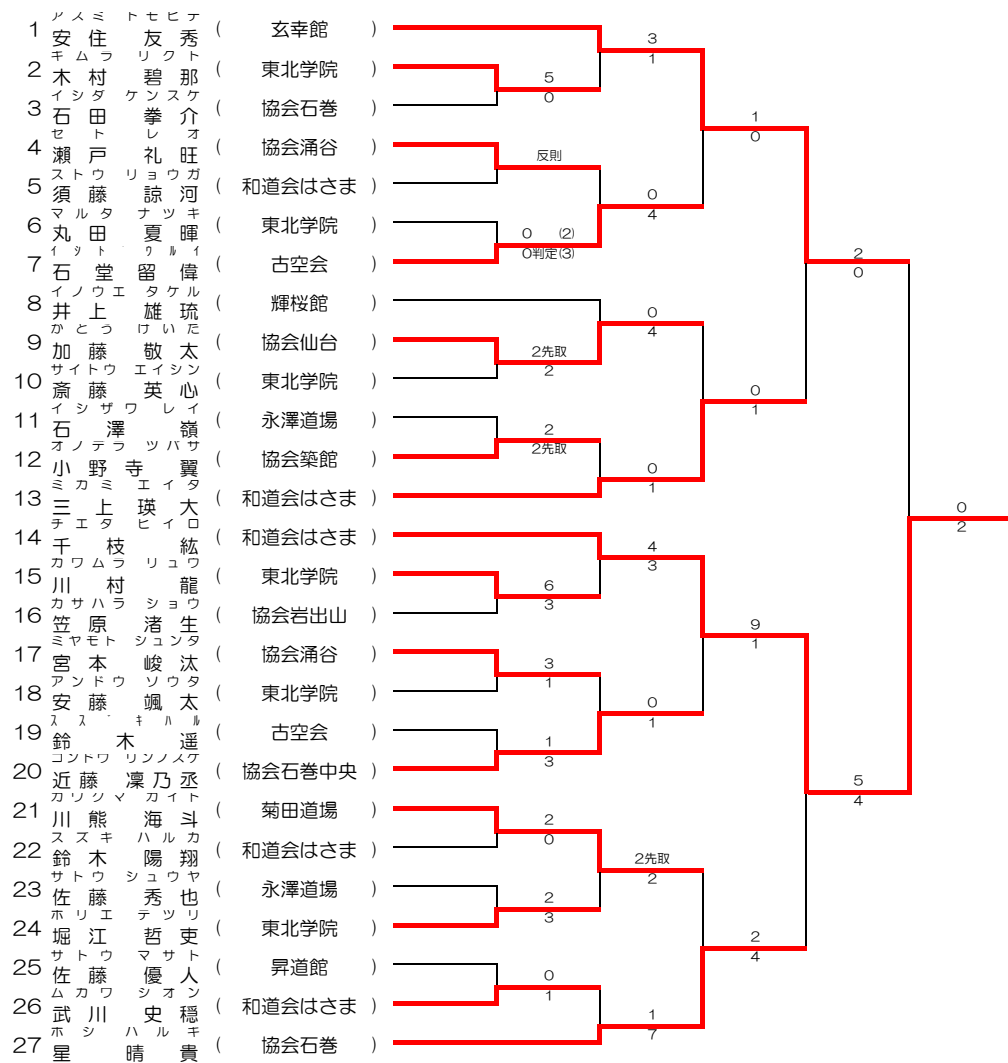 アズミ トモヒデ
1 安住 友秀 ( 玄幸館 )
キムラ リクト
2 木村 碧那 ( 東北学院 )
イシダ ケンスケ
3 石田 拳介 ( 協会石巻 )
セト レオ
4 瀬戸 礼旺 ( 協会涌谷 )
ストウ リョウガ
5 須藤 諒河 ( 和道会はさま )
マルタ ナツキ
6 丸田 夏暉 ( 東北学院 )
7 石堂留偉 ( 古空会 )
イノウエ タケル
8 井上 雄琉 ( 輝桜館 )
かとう けいた
9 加藤 敬太 ( 協会仙台 )
サイトウ エイシン
10 斎藤 英心 ( 東北学院 )
イシザワ レイ
11 石澤 嶺 ( 永澤道場 )
オノテラ ツバサ
12 小野寺 翼 ( 協会築館 )
ミカミ エイタ
13 三上 瑛大 ( 和道会はさま )
チエダ ヒイロ
14 千枝 紘 ( 和道会はさま )
カワムラ リュウ
15 川村 龍 ( 東北学院 )
カサハラ ショウ
16 笠原 渚生 ( 協会岩出山 )
ミヤモト シュンタ
17 宮本 峻汰 ( 協会涌谷 )
アンドウ ソウタ
18 安藤 颯太 ( 東北学院 )
スズキハル
19 鈴木遥 ( 古空会 )
コンドウ リンノスケ
20 近藤 凜乃丞 ( 協会石巻中央 )
カワクマ カイト
21 川熊 海斗 ( 菊田道場 )
スズキ ハルカ
22 鈴木 陽翔 ( 和道会はさま )
サトウ シュウヤ
23 佐藤 秀也 ( 永澤道場 )
ホリエ テツリ
24 堀江 哲吏 ( 東北学院 )
サトウ マサト
25 佐藤 優人 ( 昇道館 )
ムカワ シオン
26 武川 史穏 ( 和道会はさま )
ホシ ハルキ
27 星 晴貴 ( 協会石巻 )
5
0
反則
0 (2)
0判定(3)
2先取
2
2
2先取
6
3
3
1
1
3
2
0
2
3
0
1
3
1
0
4
0
4
0
1
4
3
0
1
2先取
2
1
7
1
0
0
1
9
1
2
4
2
0
5
4
0
2